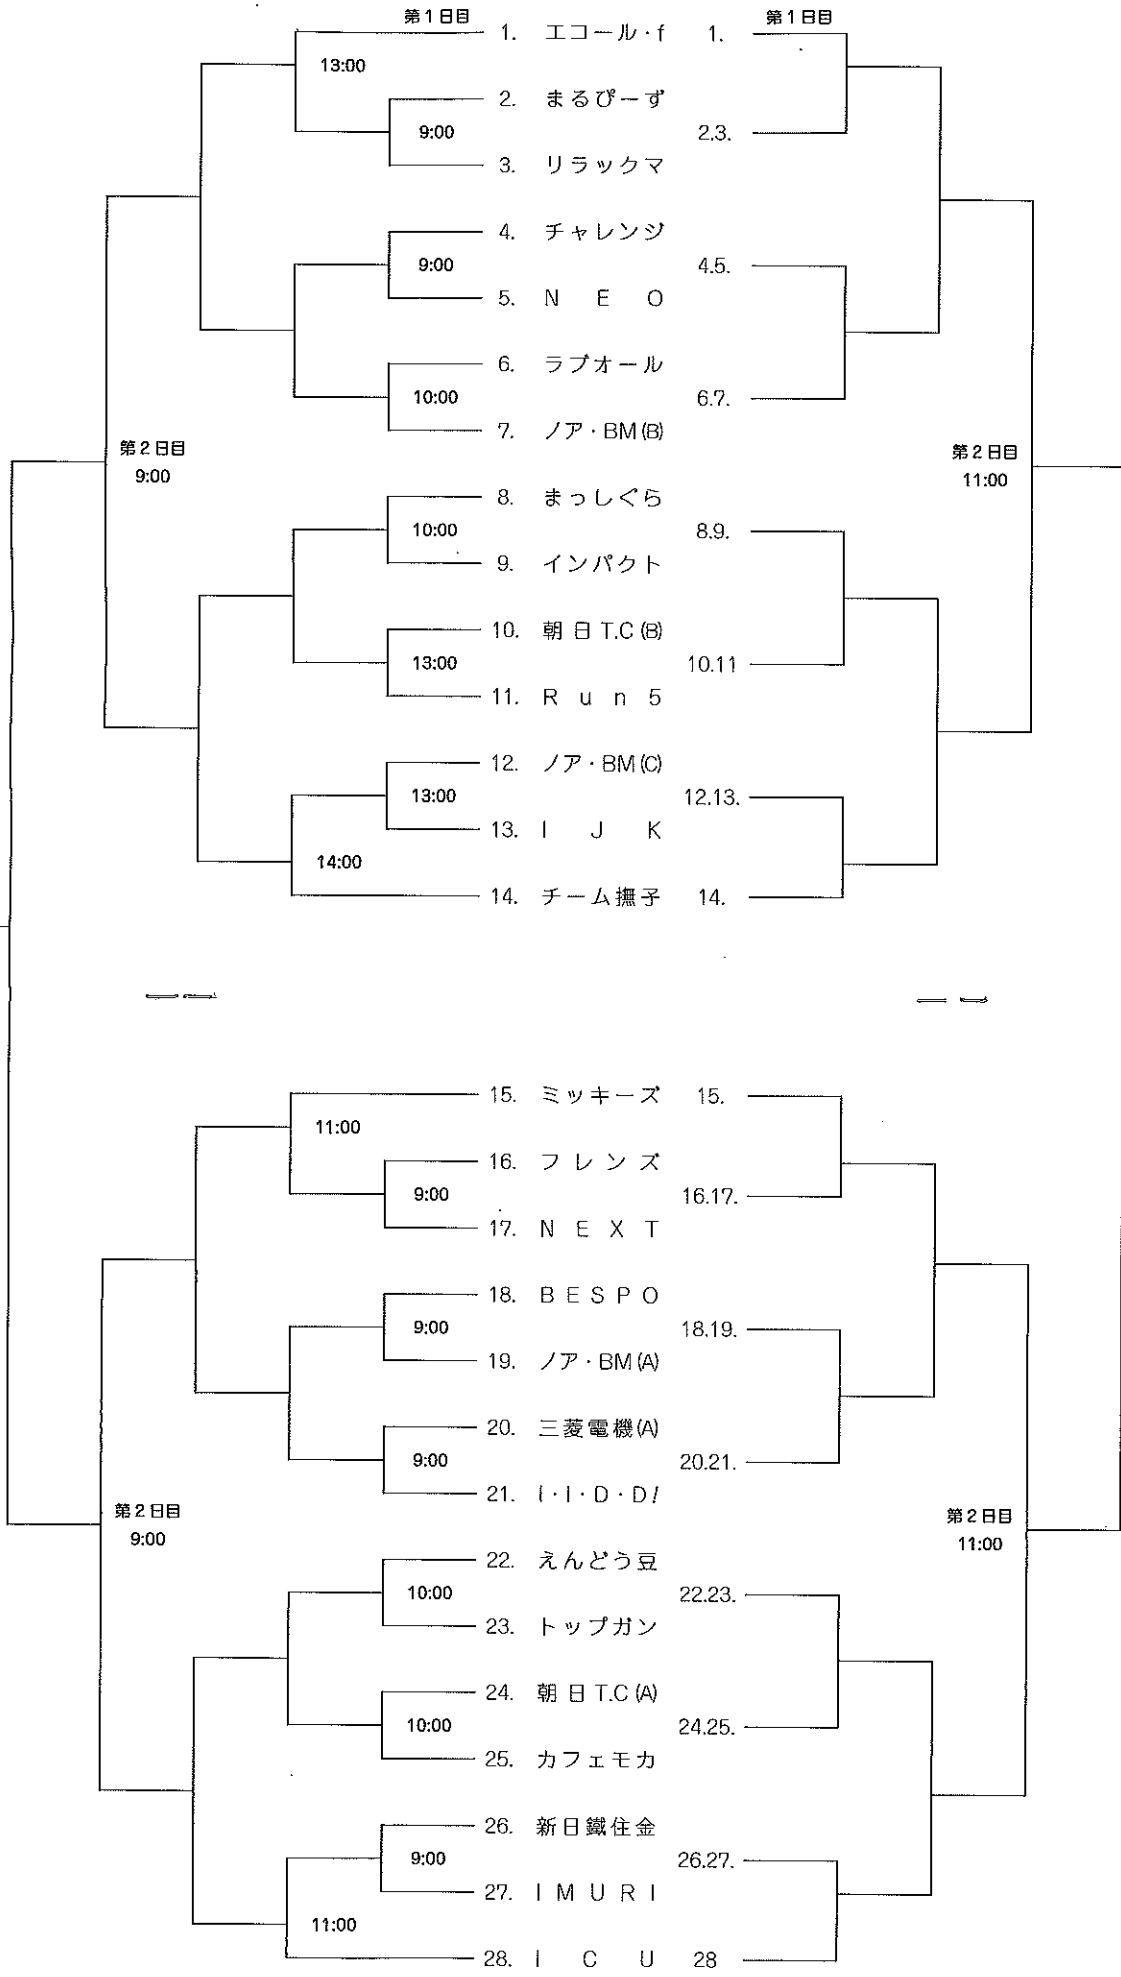 第1日目 第1日目
1. エコール・f 1.
13:00
2. まるぴーず
9:00 2.3.
3. リラックマ
4. チャレンジ
9:00 4.5.
5. N E O
6. ラブオール
10:00 6.7.
7. ノア・BM(B)
第2日目 第2日目
9:00 11:00
8. まっしぐら
10:00 8.9.
9. インパクト
10. 朝日T.C(B)
13:00 10.11
11. R u n 5
12. ノア・BM(C)
13:00 12.13.
13. I J K
14:00
14. チーム撫子 14.
15. ミッキーズ 15.
11:00
16. フレンズ
9:00 16.17.
17. N E X T
18. B E S P O
9:00 18.19.
19. ノア・BM(A)
20. 三菱電機(A)
9:00 20.21.
21. I・I・D・D!
第2日目 第2日目
9:00 11:00
22. えんどう豆
10:00 22.23.
23. トップガン
24. 朝日T.C(A)
10:00 24.25.
25. カフェモカ
26. 新日鐵住金
9:00 26.27.
27. I M U R I
11:00
28. I C U 28